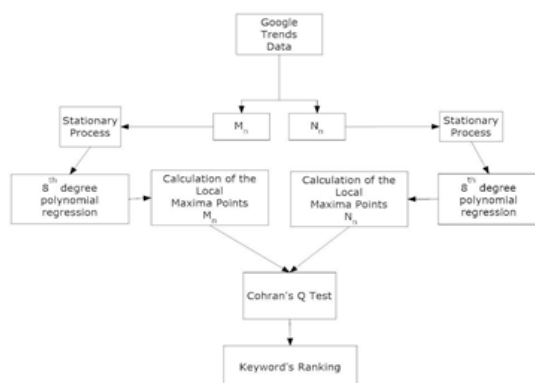 Google
Trends
Data
Stationary
Process
Mn
Nn
Stationary
Process
8th degree
polynomial
regression
Calculation of the
Local
Maxima Points
Mn
Calculation of the
Local
Maxima Points
Nn
8th degree
polynomial
regression
Cohran's Q Test
Keyword's Ranking